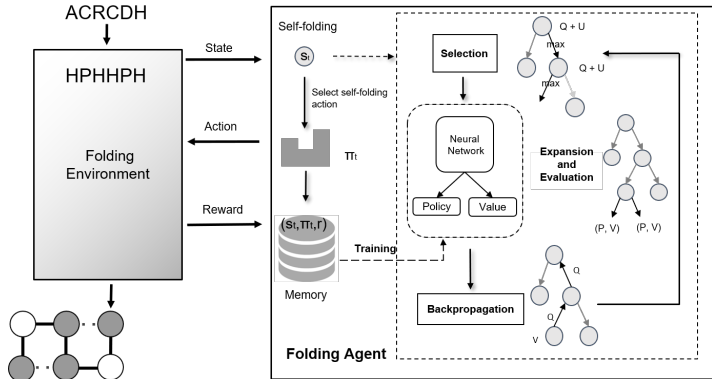 ACRCDH
HPHHPH
Folding
Environment
State
Action
Reward
Self-folding
St
Select self-folding
action
πt
(St,πt,r)
Memory
Training
Folding Agent
Selection
Neural
Network
Policy
Value
Backpropagation
Q + U
max
Q + U
max
Expansion
and
Evaluation
(P, V)
(P, V)
Q
Q
V